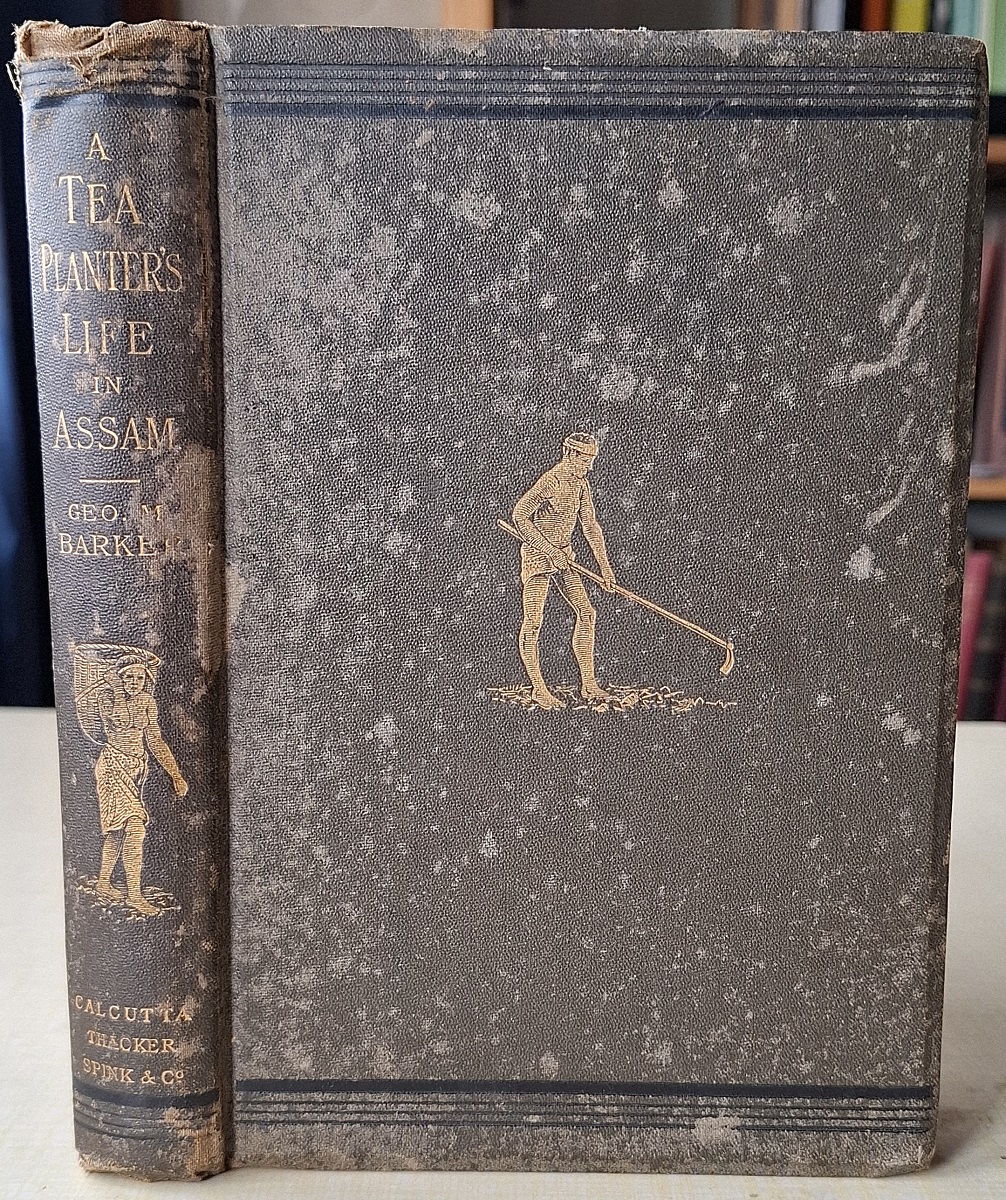 A
TEA
PLANTER'S
LIFE
IN
ASSAM
GEO. M
BARKER
CALCUTTA
THACKER
SPINK & Co